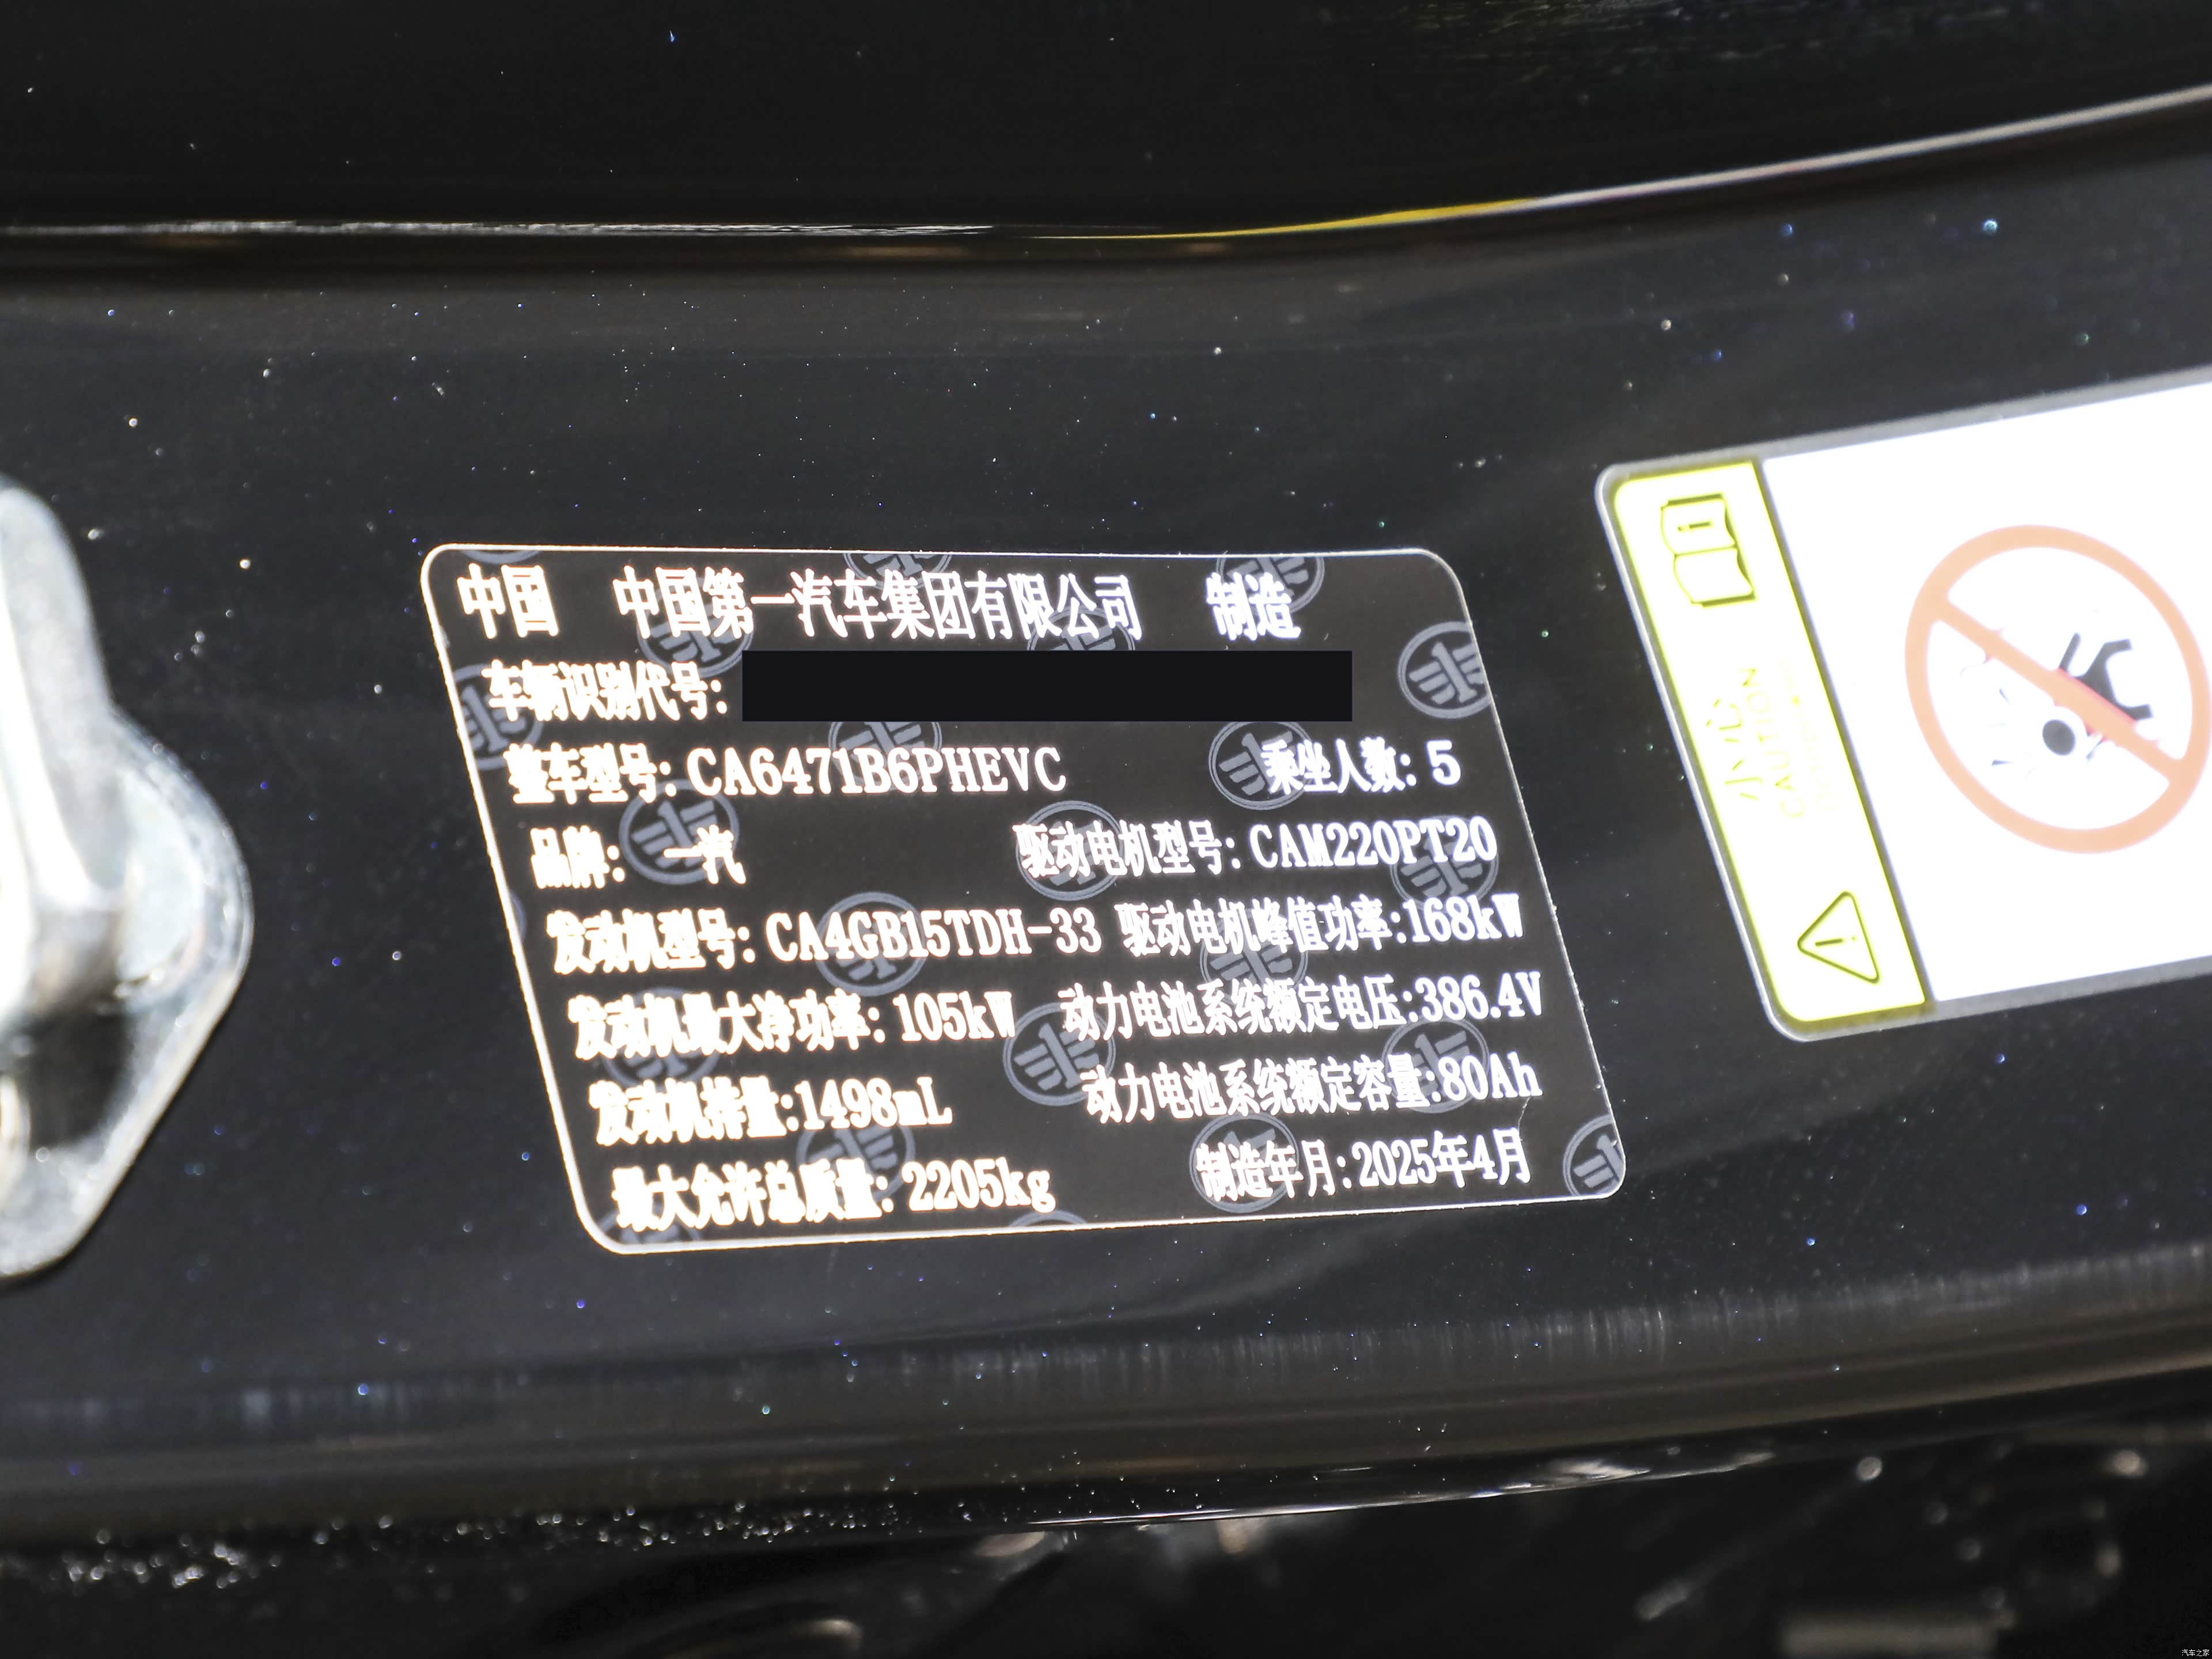 中国 中国第一汽车集团有限公司 制造
车辆识别代号:
整车型号: CA6471B6PHEVC 乘坐人数: 5
品牌: 一汽 驱动电机型号: CAM220PT20
发动机型号: CA4GB15TDH-33 驱动电机峰值功率:168kW
发动机最大净功率: 105kW 动力电池系统额定电压:386.4V
发动机排量:1498mL 动力电池系统额定容量:80Ah
最大允许总质量: 2205kg 制造年月:2025年4月
小心
CAUTION
汽车之家